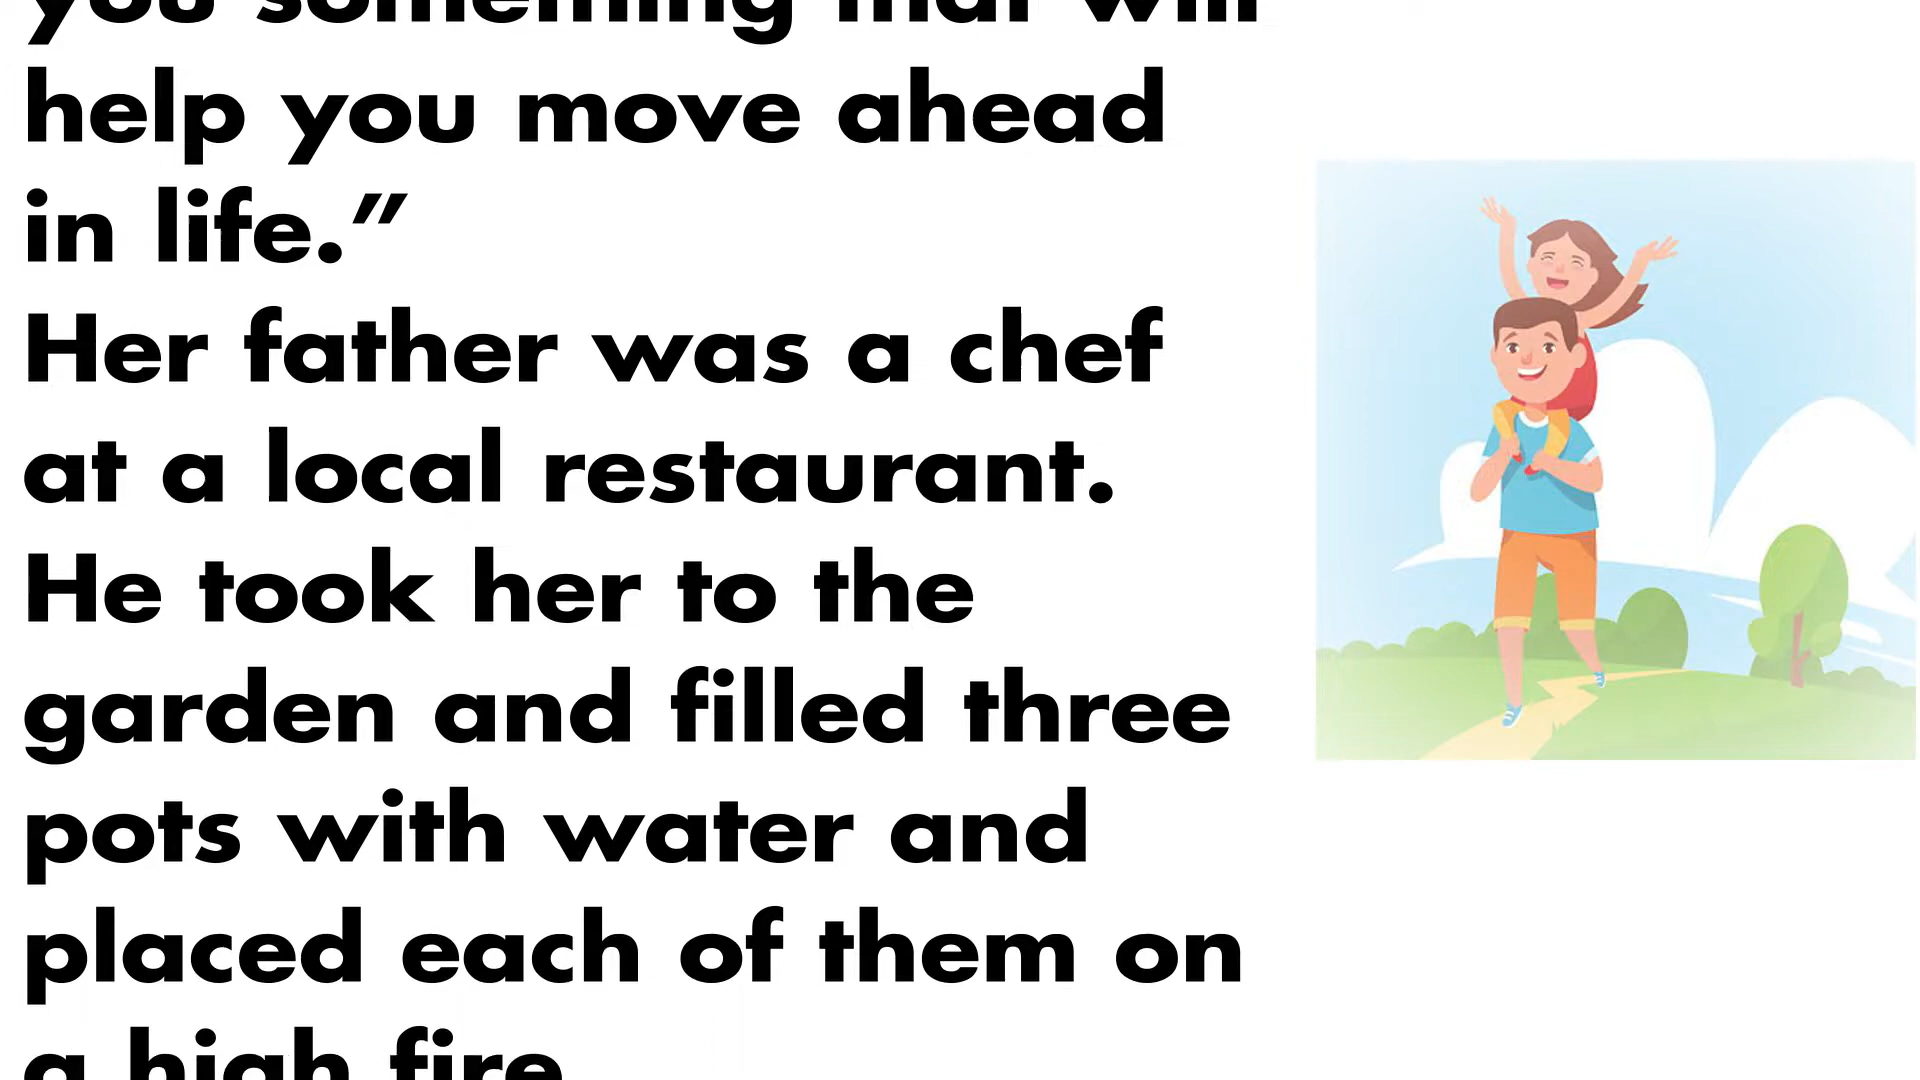 you something that will
help you move ahead
in life.”
Her father was a chef
at a local restaurant.
He took her to the
garden and filled three
pots with water and
placed each of them on
a high fire